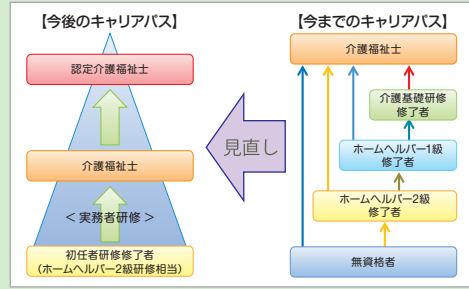 【今後のキャリアパス】
認定介護福祉士
介護福祉士
＜実務者研修＞
初任者研修修了者
（ホームヘルパー2級研修相当）
見直し
【今までのキャリアパス】
介護福祉士
介護基礎研修
修了者
ホームヘルパー1級
修了者
ホームヘルパー2級
修了者
無資格者